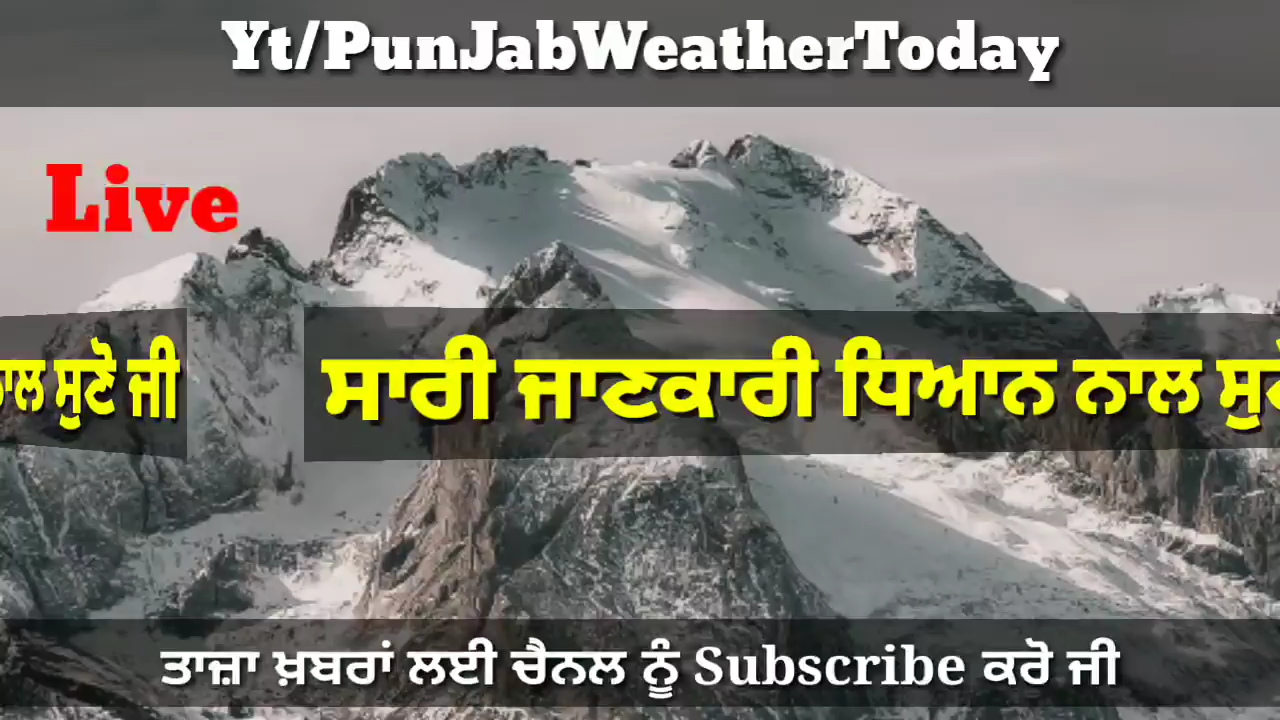 Yt/PunJabWeatherToday
Live
ਨਾਲ ਸੁਣੋ ਜੀ
ਸਾਰੀ ਜਾਣਕਾਰੀ ਧਿਆਨ ਨਾਲ
ਤਾਜ਼ਾ ਖ਼ਬਰਾਂ ਲਈ ਚੈਨਲ ਨੂੰ Subscribe ਕਰੋ ਜੀ